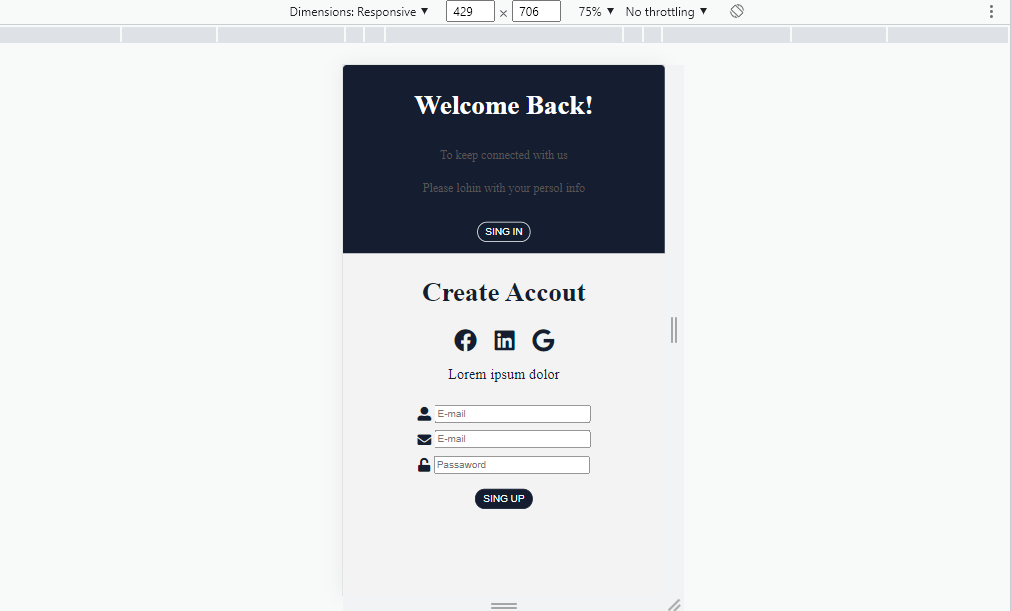 Dimensions: Responsive ▼ 429 × 706 75% ▼ No throttling ▼
Welcome Back!
To keep connected with us
Please lohin with your persol info
SING IN
Create Accout
Lorem ipsum dolor
E-mail
E-mail
Passaword
SING UP